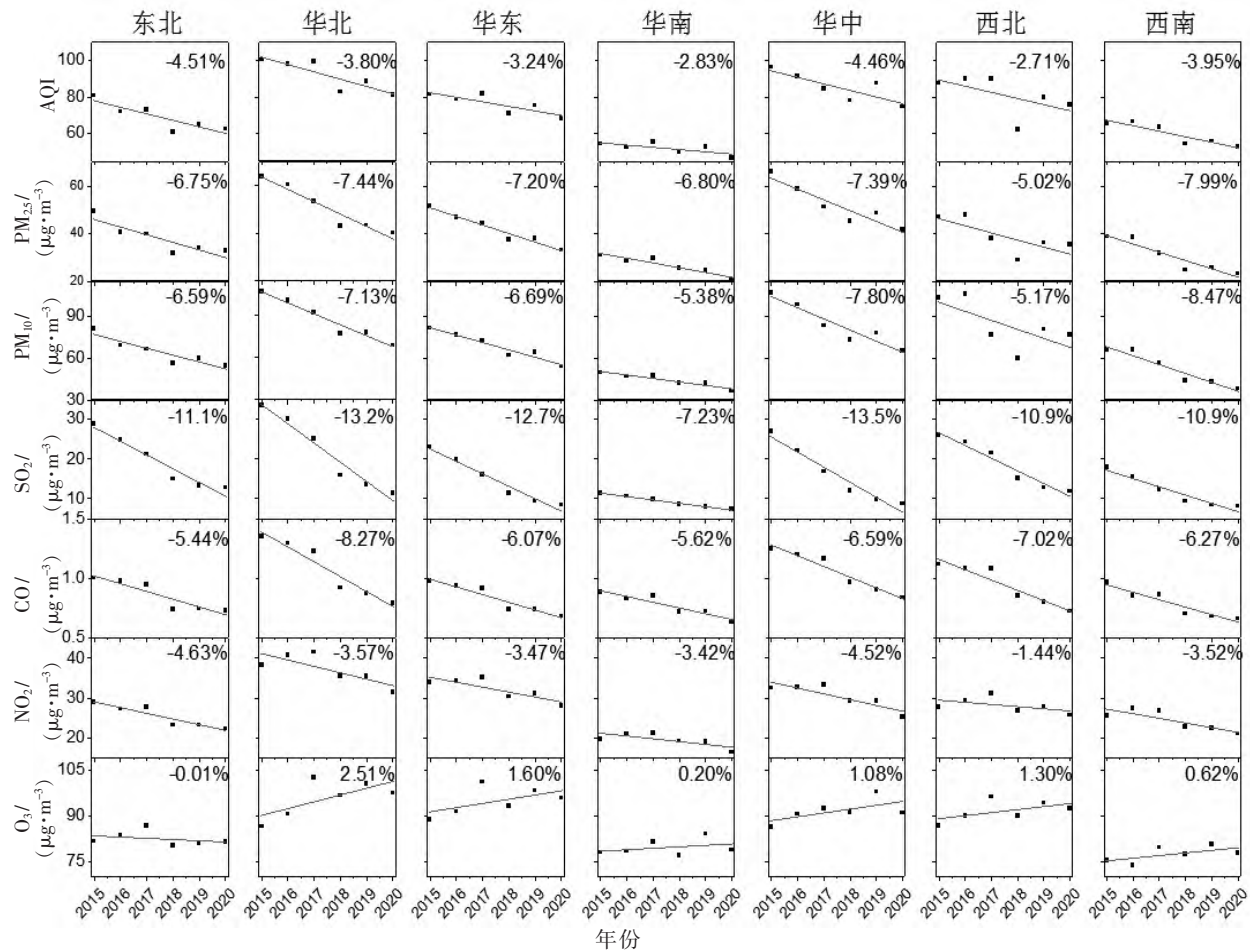 东北 华北 华东 华南 华中 西北 西南
AQI
100
80
60
-4.51% -3.80% -3.24% -2.83% -4.46% -2.71% -3.95%
PM2.5/
(μg·m-3)
60
40
20
-6.75% -7.44% -7.20% -6.80% -7.39% -5.02% -7.99%
PM10/
(μg·m-3)
90
60
30
-6.59% -7.13% -6.69% -5.38% -7.80% -5.17% -8.47%
SO2/
(μg·m-3)
30
20
10
-11.1% -13.2% -12.7% -7.23% -13.5% -10.9% -10.9%
CO/
(μg·m-3)
1.5
1.0
0.5
-5.44% -8.27% -6.07% -5.62% -6.59% -7.02% -6.27%
NO2/
(μg·m-3)
40
30
20
-4.63% -3.57% -3.47% -3.42% -4.52% -1.44% -3.52%
O3/
(μg·m-3)
105
90
75
-0.01% 2.51% 1.60% 0.20% 1.08% 1.30% 0.62%
2015 2016 2017 2018 2019 2020 2015 2016 2017 2018 2019 2020 2015 2016 2017 2018 2019 2020 2015 2016 2017 2018 2019 2020 2015 2016 2017 2018 2019 2020 2015 2016 2017 2018 2019 2020 2015 2016 2017 2018 2019 2020
年份